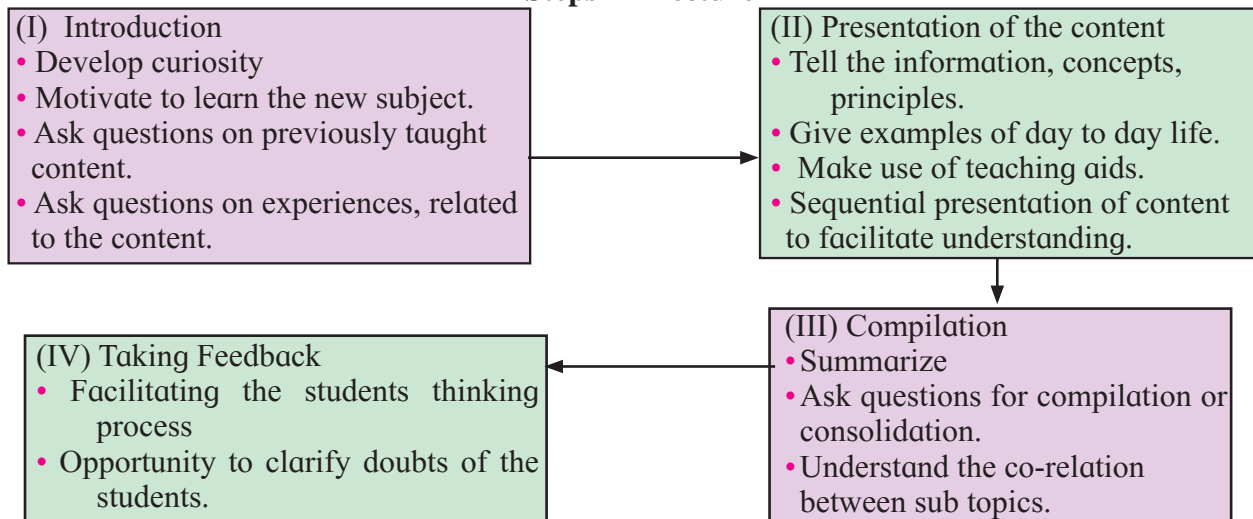 (I) Introduction
• Develop curiosity
• Motivate to learn the new subject.
• Ask questions on previously taught
content.
• Ask questions on experiences, related
to the content.
(II) Presentation of the content
• Tell the information, concepts,
principles.
• Give examples of day to day life.
• Make use of teaching aids.
• Sequential presentation of content
to facilitate understanding.
(III) Compilation
• Summarize
• Ask questions for compilation or
consolidation.
• Understand the co-relation
between sub topics.
(IV) Taking Feedback
• Facilitating the students thinking
process
• Opportunity to clarify doubts of the
students.